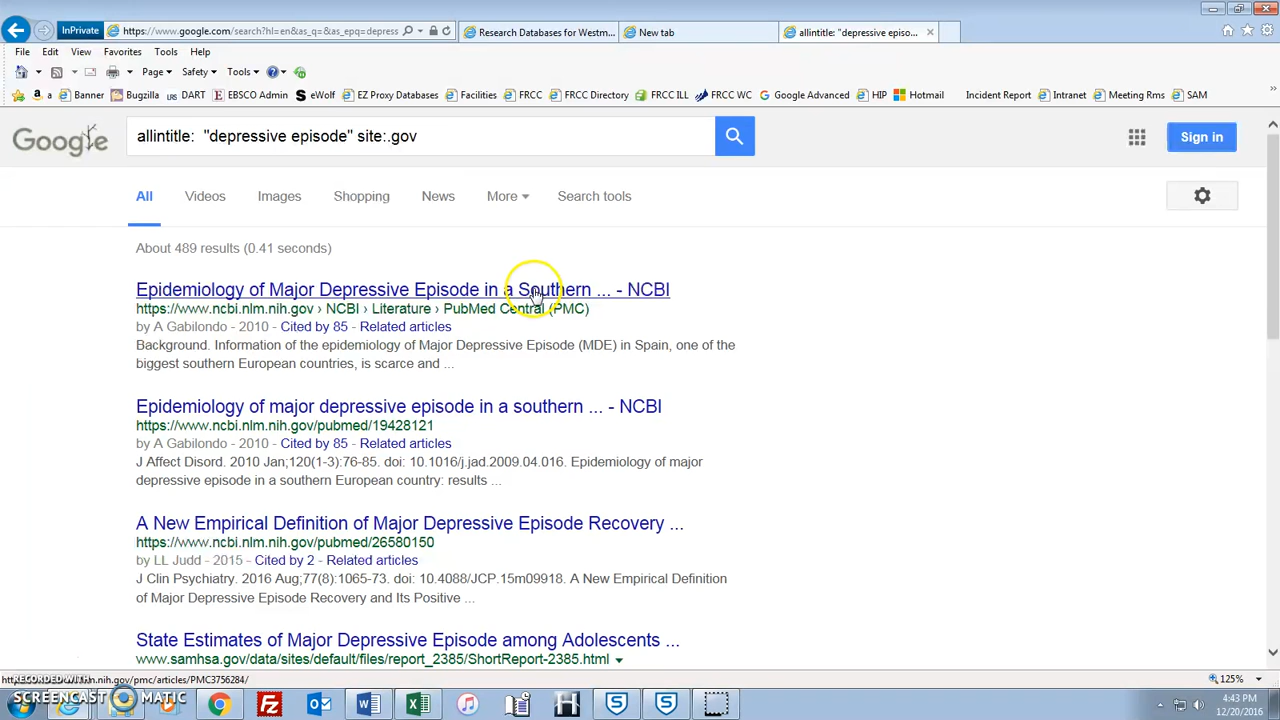 InPrivate https://www.google.com/search?hl=en&as_q=&as_epq=depress Research Databases for Westm... New tab allintitle: "depressive episo...
File Edit View Favorites Tools Help
Page Safety Tools
a Banner Bugzilla LRS DART EBSCO Admin eWolf EZ Proxy Databases Facilities FRCC FRCC Directory FRCC ILL FRCC WC Google Advanced HIP Hotmail Incident Report Intranet Meeting Rms SAM
Google allintitle: "depressive episode" site:.gov Sign in
All Videos Images Shopping News More Search tools
About 489 results (0.41 seconds)
Epidemiology of Major Depressive Episode in a Southern ... - NCBI
https://www.ncbi.nlm.nih.gov › NCBI › Literature › PubMed Central (PMC)
by A Gabilondo - 2010 - Cited by 85 - Related articles
Background. Information of the epidemiology of Major Depressive Episode (MDE) in Spain, one of the
biggest southern European countries, is scarce and ...
Epidemiology of major depressive episode in a southern ... - NCBI
https://www.ncbi.nlm.nih.gov/pubmed/19428121
by A Gabilondo - 2010 - Cited by 85 - Related articles
J Affect Disord. 2010 Jan;120(1-3):76-85. doi: 10.1016/j.jad.2009.04.016. Epidemiology of major
depressive episode in a southern European country: results ...
A New Empirical Definition of Major Depressive Episode Recovery ...
https://www.ncbi.nlm.nih.gov/pubmed/26580150
by LL Judd - 2015 - Cited by 2 - Related articles
J Clin Psychiatry. 2016 Aug;77(8):1065-73. doi: 10.4088/JCP.15m09918. A New Empirical Definition
of Major Depressive Episode Recovery and Its Positive ...
State Estimates of Major Depressive Episode among Adolescents ...
www.samhsa.gov/data/sites/default/files/report_2385/ShortReport-2385.html
RECORDED WITH
SCREENCAST MATIC
125%
4:43 PM
12/20/2016